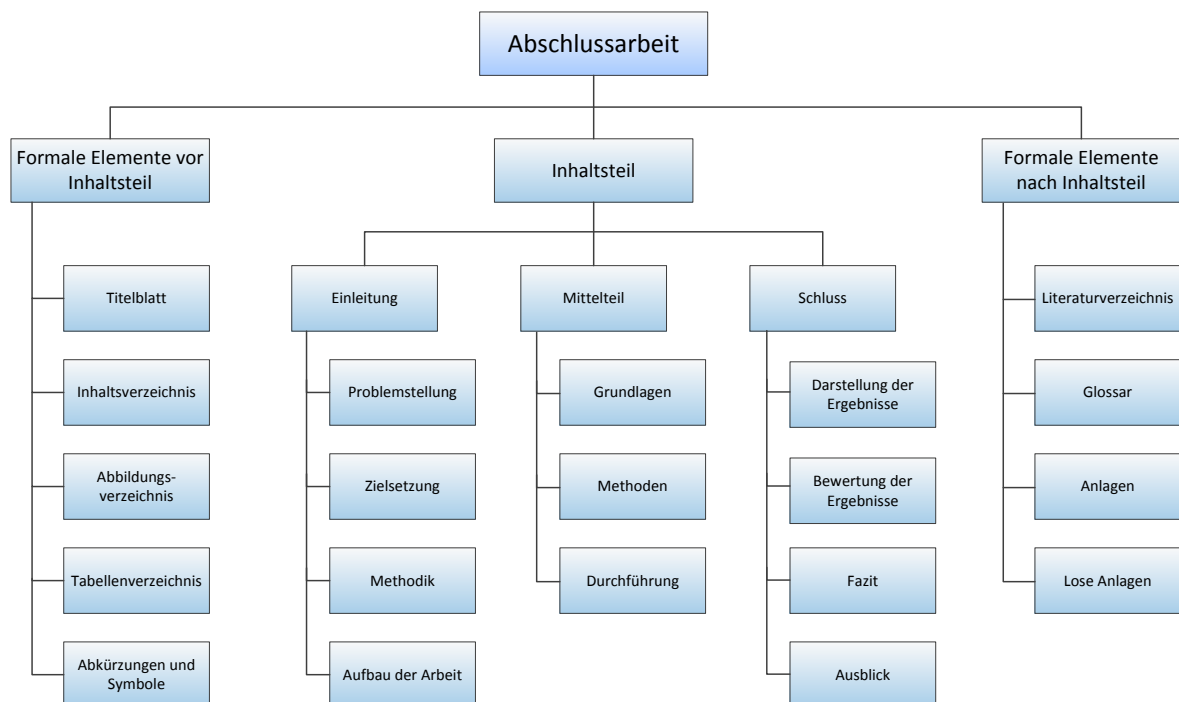 Abschlussarbeit
Formale Elemente vor
Inhaltsteil
Inhaltsteil
Formale Elemente
nach Inhaltsteil
Titelblatt
Inhaltsverzeichnis
Abbildungs-
verzeichnis
Tabellenverzeichnis
Abkürzungen und
Symbole
Einleitung
Problemstellung
Zielsetzung
Methodik
Aufbau der Arbeit
Mittelteil
Grundlagen
Methoden
Durchführung
Schluss
Darstellung der
Ergebnisse
Bewertung der
Ergebnisse
Fazit
Ausblick
Literaturverzeichnis
Glossar
Anlagen
Lose Anlagen